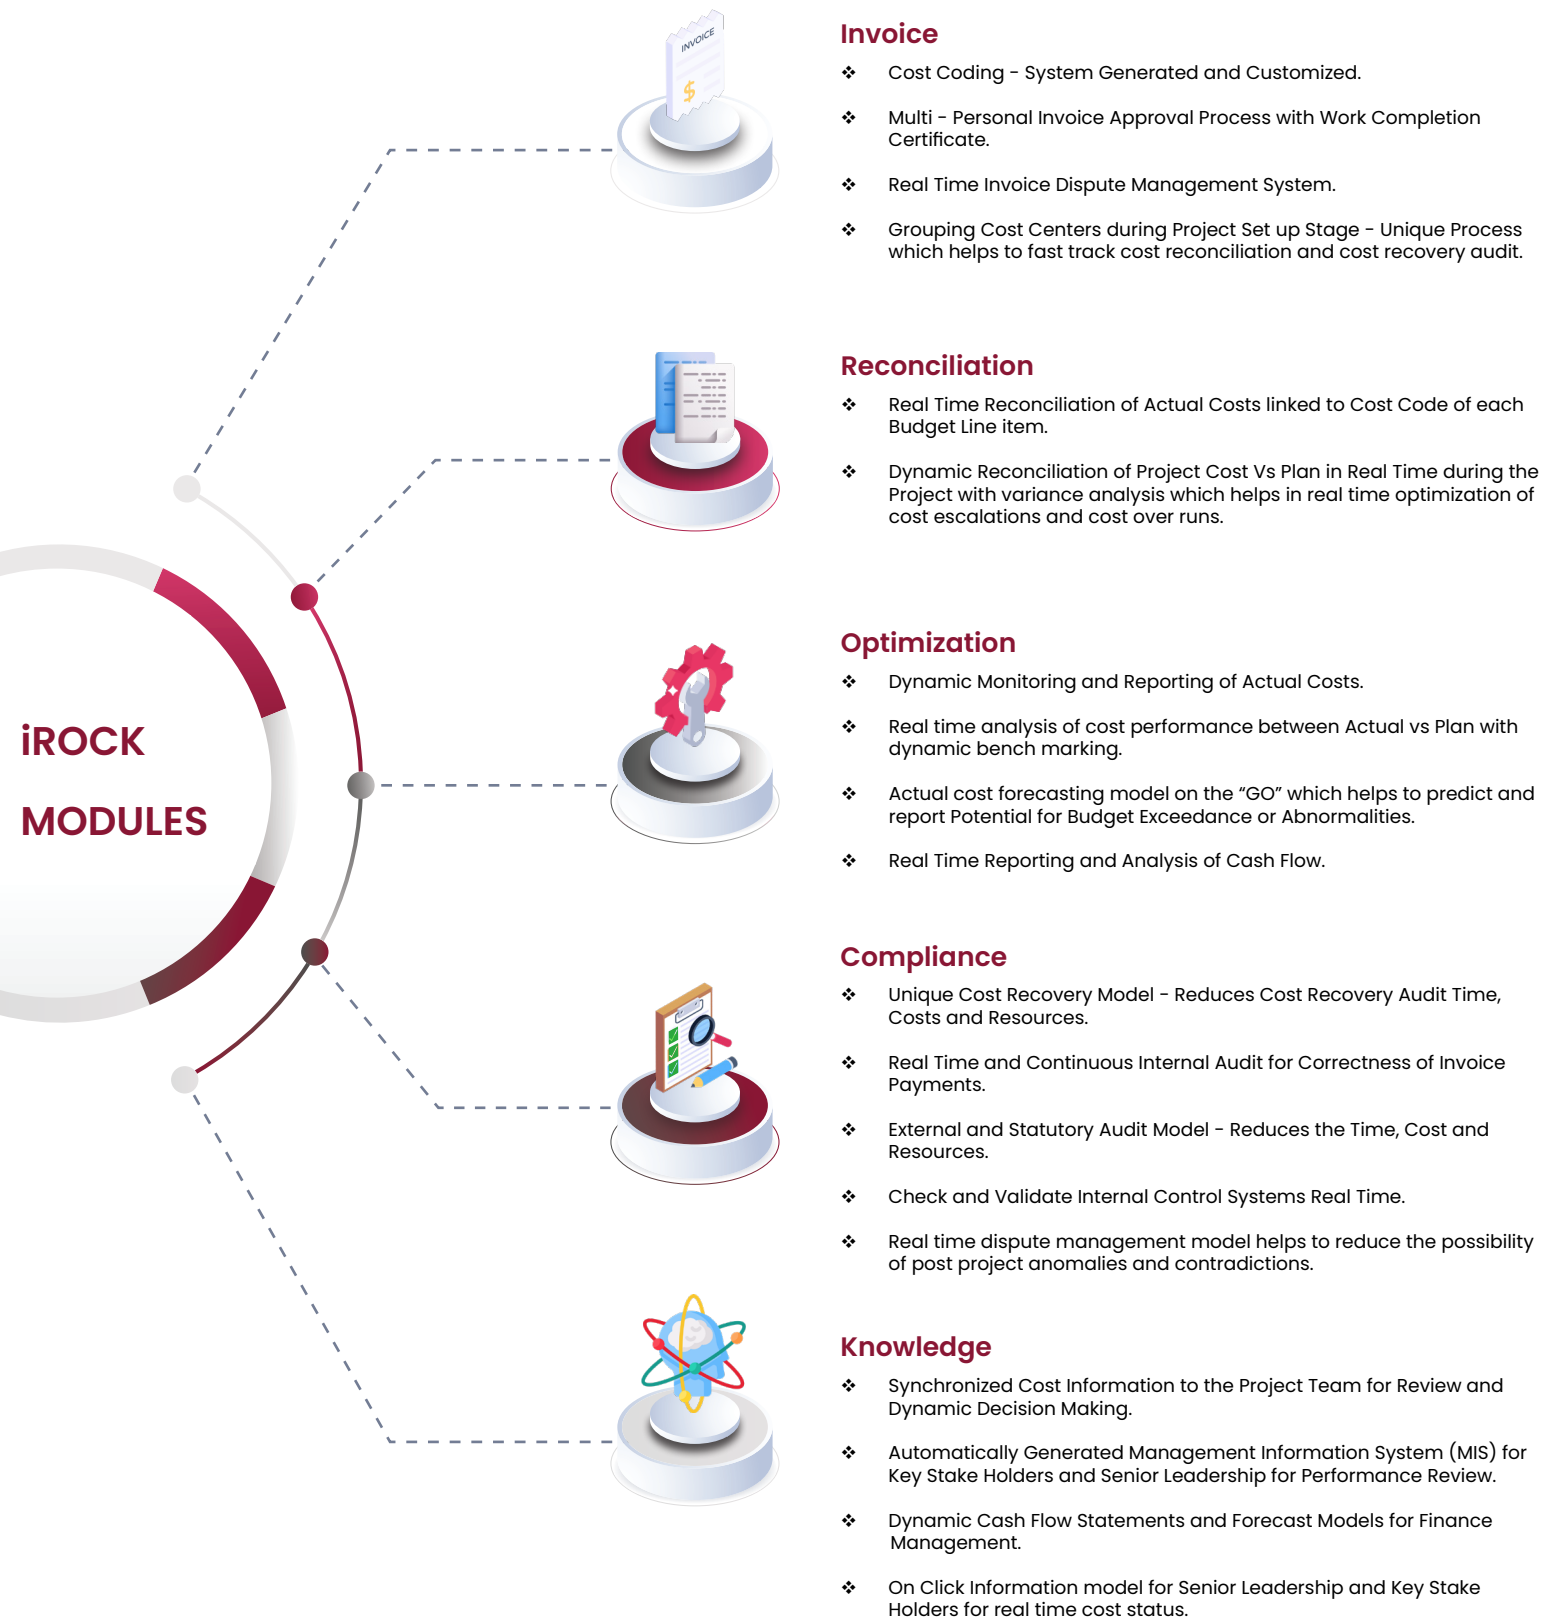 INVOICE
$
Invoice
❖ Cost Coding - System Generated and Customized.
❖ Multi - Personal Invoice Approval Process with Work Completion
Certificate.
❖ Real Time Invoice Dispute Management System.
❖ Grouping Cost Centers during Project Set up Stage - Unique Process
which helps to fast track cost reconciliation and cost recovery audit.
Reconciliation
❖ Real Time Reconciliation of Actual Costs linked to Cost Code of each
Budget Line item.
❖ Dynamic Reconciliation of Project Cost Vs Plan in Real Time during the
Project with variance analysis which helps in real time optimization of
cost escalations and cost over runs.
iROCK
MODULES
Optimization
❖ Dynamic Monitoring and Reporting of Actual Costs.
❖ Real time analysis of cost performance between Actual vs Plan with
dynamic bench marking.
❖ Actual cost forecasting model on the “GO” which helps to predict and
report Potential for Budget Exceedance or Abnormalities.
❖ Real Time Reporting and Analysis of Cash Flow.
Compliance
❖ Unique Cost Recovery Model - Reduces Cost Recovery Audit Time,
Costs and Resources.
❖ Real Time and Continuous Internal Audit for Correctness of Invoice
Payments.
❖ External and Statutory Audit Model - Reduces the Time, Cost and
Resources.
❖ Check and Validate Internal Control Systems Real Time.
❖ Real time dispute management model helps to reduce the possibility
of post project anomalies and contradictions.
Knowledge
❖ Synchronized Cost Information to the Project Team for Review and
Dynamic Decision Making.
❖ Automatically Generated Management Information System (MIS) for
Key Stake Holders and Senior Leadership for Performance Review.
❖ Dynamic Cash Flow Statements and Forecast Models for Finance
Management.
❖ On Click Information model for Senior Leadership and Key Stake
Holders for real time cost status.